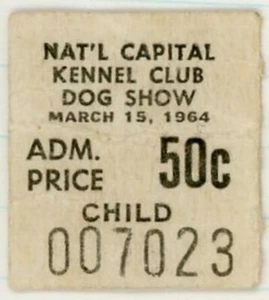 NAT'L CAPITAL
KENNEL CLUB
DOG SHOW
MARCH 15, 1964
ADM. PRICE 50c
CHILD
007023